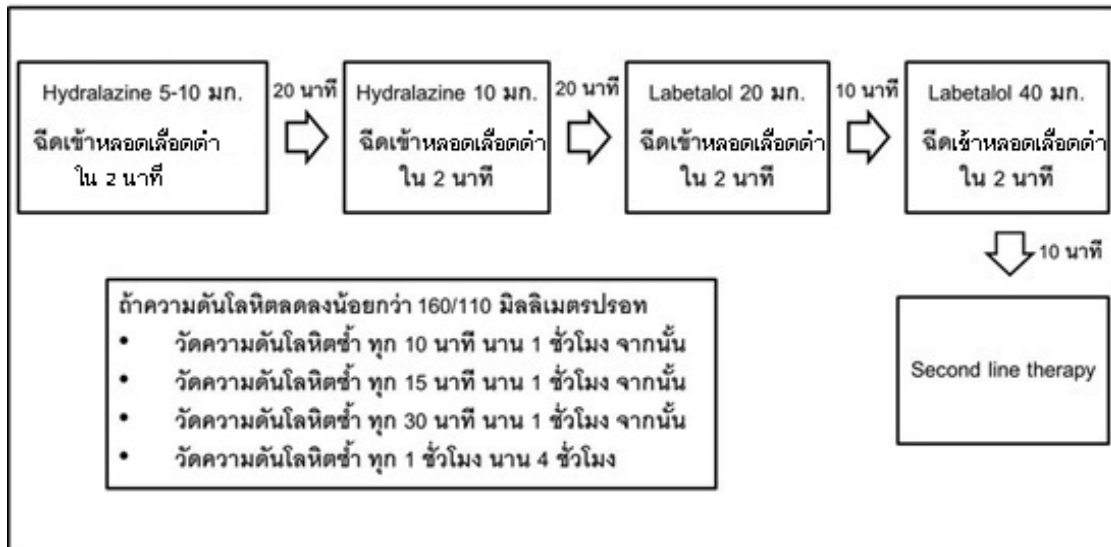 Hydralazine 5-10 มก.
ฉีดเข้าหลอดเลือดดำ
ใน 2 นาที
20 นาที
Hydralazine 10 มก.
ฉีดเข้าหลอดเลือดดำ
ใน 2 นาที
20 นาที
Labetalol 20 มก.
ฉีดเข้าหลอดเลือดดำ
ใน 2 นาที
10 นาที
Labetalol 40 มก.
ฉีดเข้าหลอดเลือดดำ
ใน 2 นาที
10 นาที
Second line therapy
ถ้าความดันโลหิตลดลงน้อยกว่า 160/110 มิลลิเมตรปรอท
• วัดความดันโลหิตซ้ำ ทุก 10 นาที นาน 1 ชั่วโมง จากนั้น
• วัดความดันโลหิตซ้ำ ทุก 15 นาที นาน 1 ชั่วโมง จากนั้น
• วัดความดันโลหิตซ้ำ ทุก 30 นาที นาน 1 ชั่วโมง จากนั้น
• วัดความดันโลหิตซ้ำ ทุก 1 ชั่วโมง นาน 4 ชั่วโมง